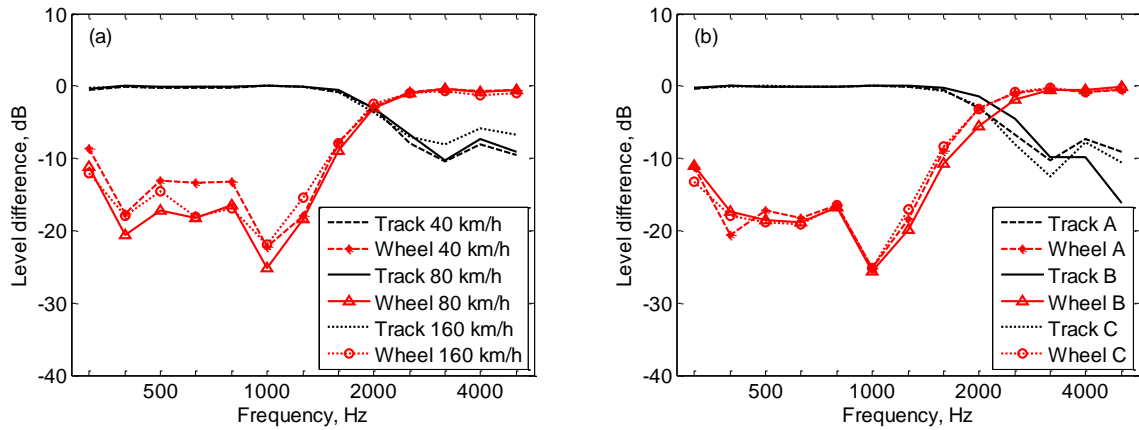 (a)
Level difference, dB
10
0
-10
-20
-30
-40
500
1000
2000
4000
Frequency, Hz
Track 40 km/h
Wheel 40 km/h
Track 80 km/h
Wheel 80 km/h
Track 160 km/h
Wheel 160 km/h
(b)
Level difference, dB
10
0
-10
-20
-30
-40
500
1000
2000
4000
Frequency, Hz
Track A
Wheel A
Track B
Wheel B
Track C
Wheel C